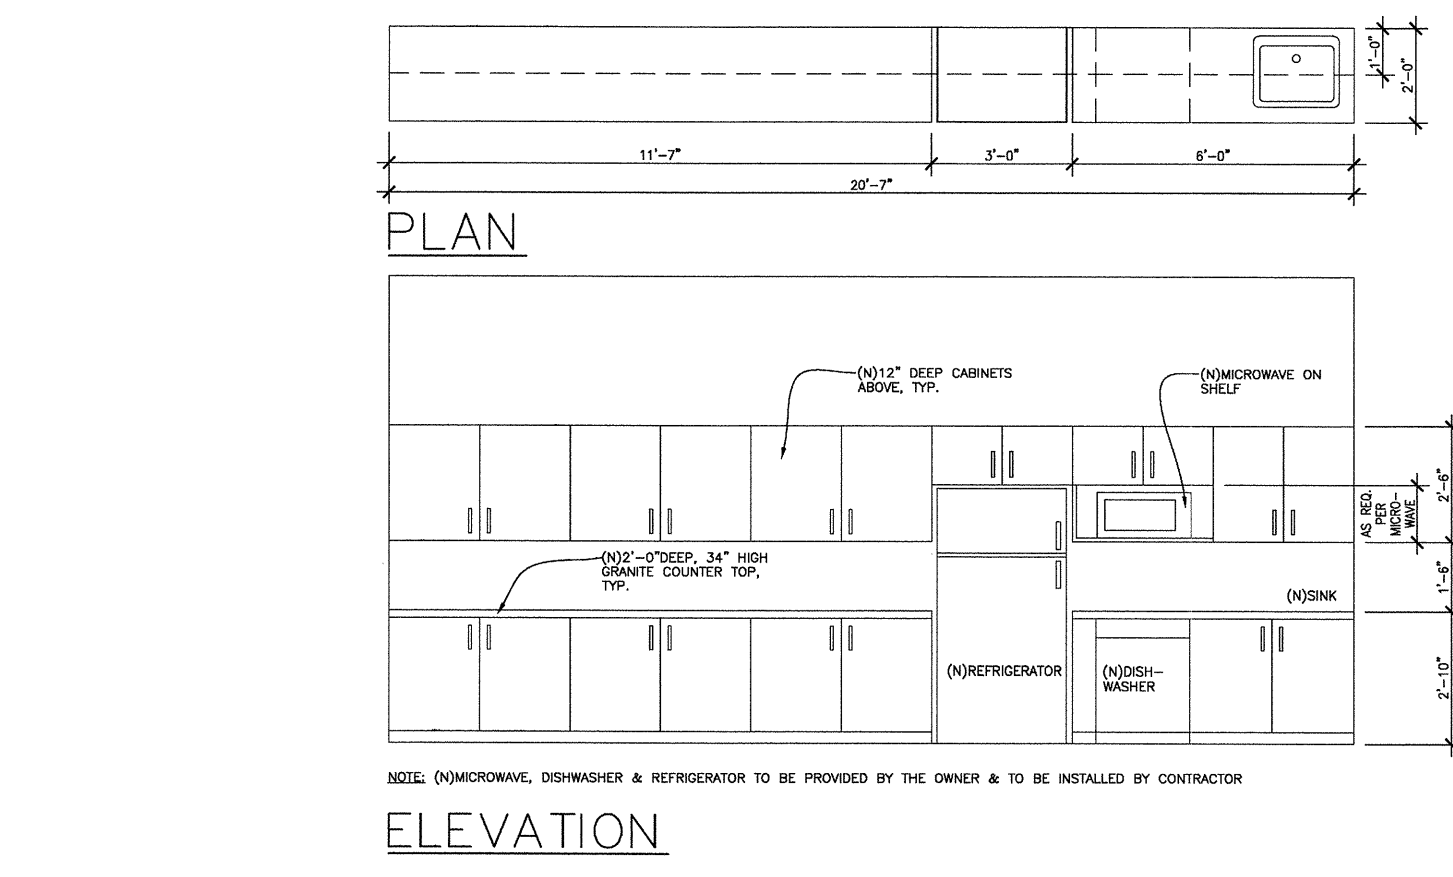 1'-0"
2'-0"
11'-7"
3'-0"
6'-0"
20'-7"
PLAN
(N)12" DEEP CABINETS
ABOVE, TYP.
(N)MICROWAVE ON
SHELF
2'-6"
AS REQ.
PER
MICRO-
WAVE
(N)2'-0"DEEP, 34" HIGH
GRANITE COUNTER TOP,
TYP.
1'-6"
(N)SINK
(N)REFRIGERATOR
(N)DISH-
WASHER
2'-10"
NOTE: (N)MICROWAVE, DISHWASHER & REFRIGERATOR TO BE PROVIDED BY THE OWNER & TO BE INSTALLED BY CONTRACTOR
ELEVATION